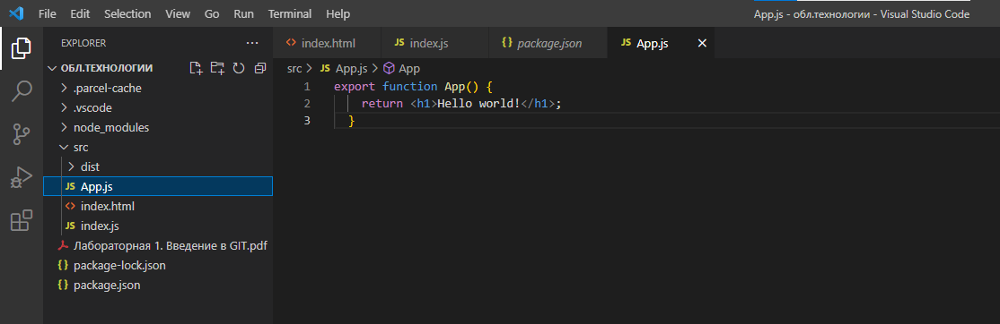 File Edit Selection View Go Run Terminal Help App.js - обл.технологии - Visual Studio Code
EXPLORER
ОБЛ.ТЕХНОЛОГИИ
.parcel-cache
.vscode
node_modules
src
dist
JS App.js
<> index.html
JS index.js
Лабораторная 1. Введение в GIT.pdf
{} package-lock.json
{} package.json
<> index.html JS index.js {} package.json JS App.js
src > JS App.js > App
1 export function App() {
2 return <h1>Hello world!</h1>;
3 }